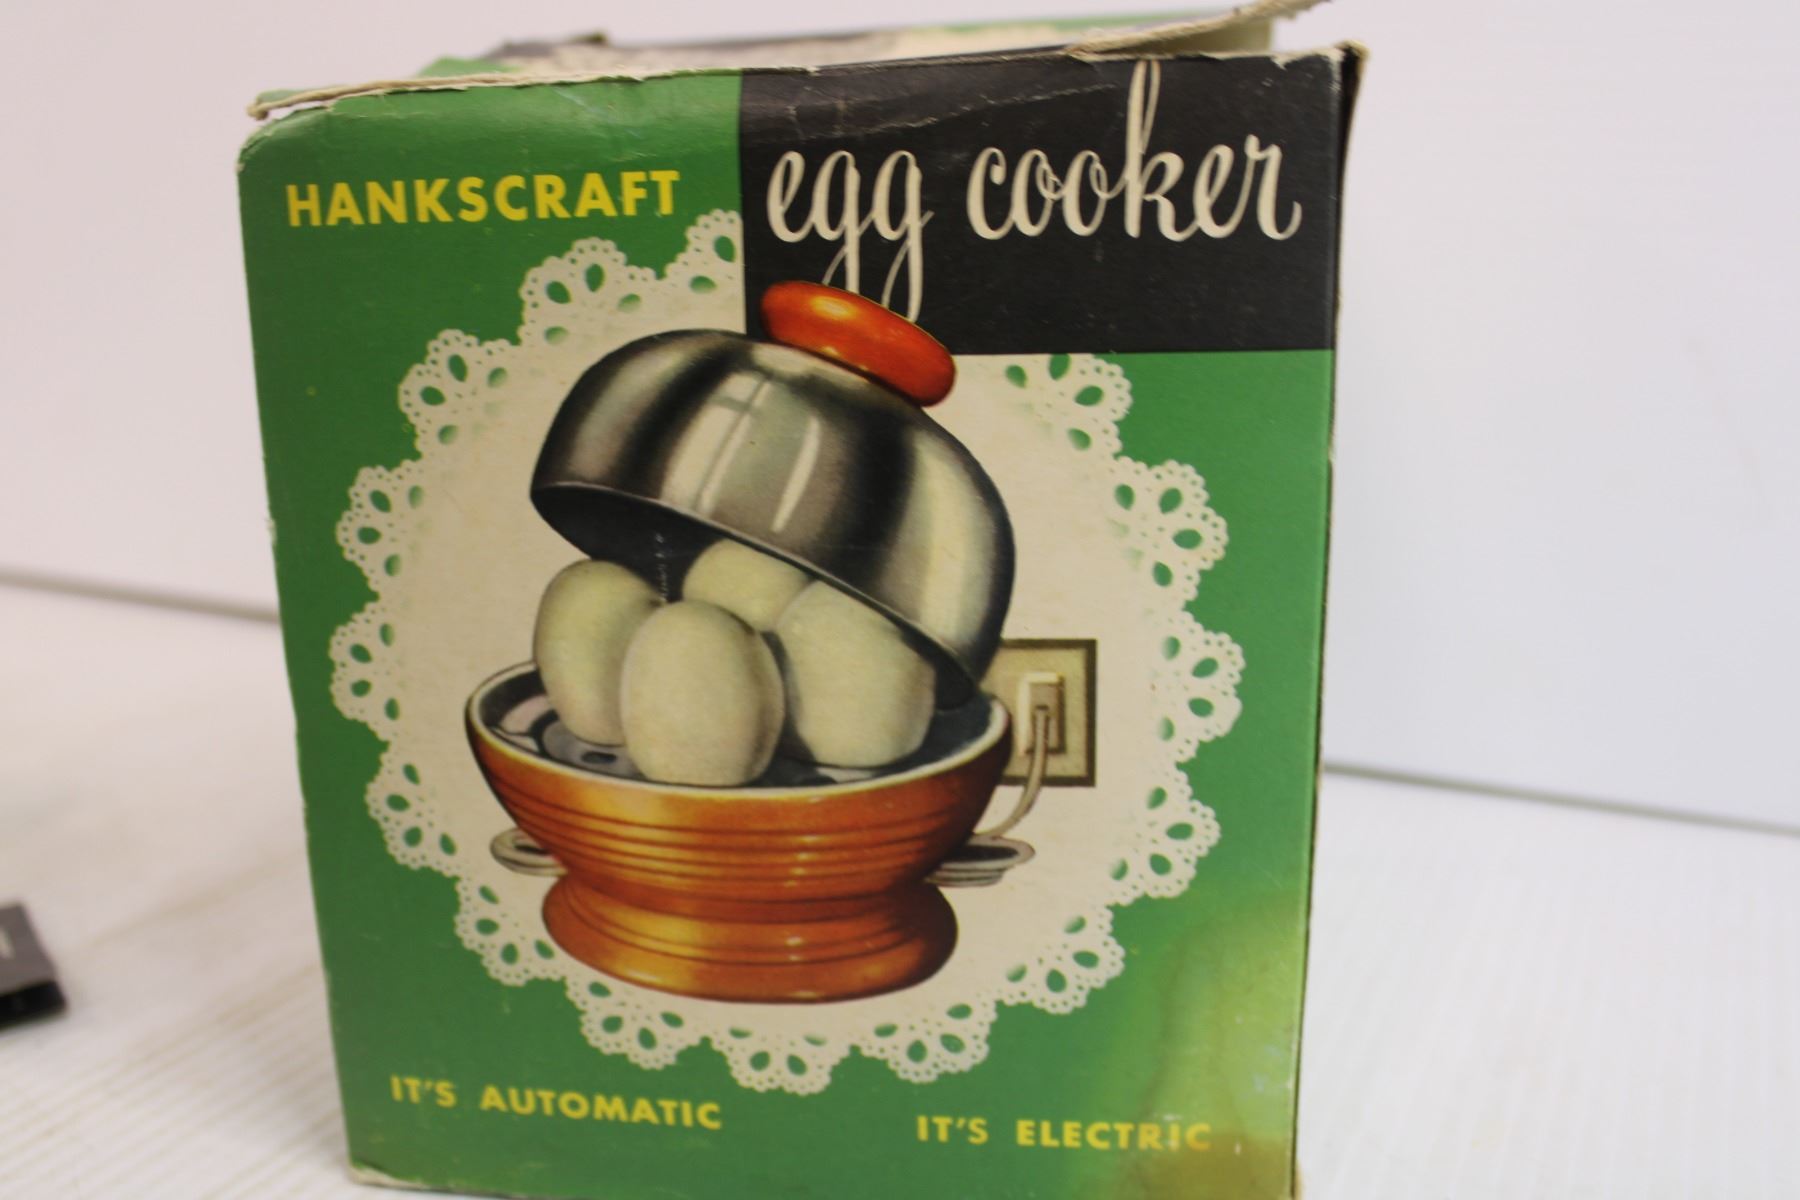 HANKSCRAFT
egg cooker
IT'S AUTOMATIC
IT'S ELECTRIC